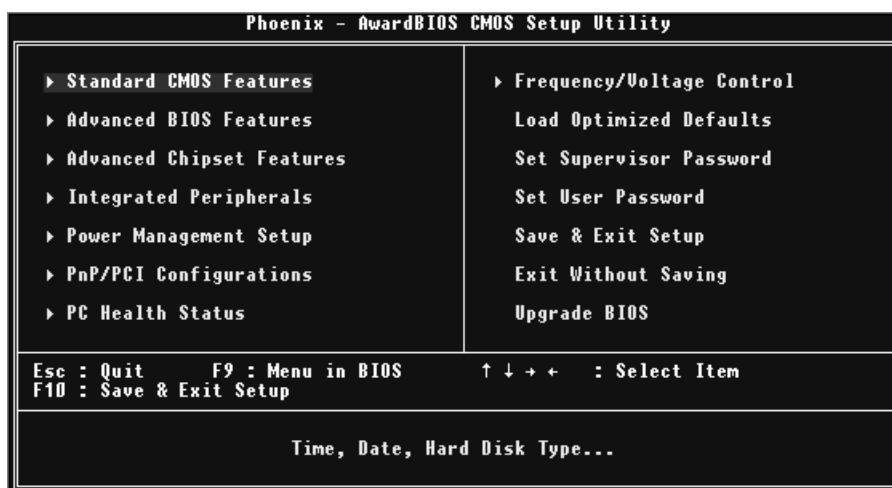 Phoenix - AwardBIOS CMOS Setup Utility
▸ Standard CMOS Features
▸ Advanced BIOS Features
▸ Advanced Chipset Features
▸ Integrated Peripherals
▸ Power Management Setup
▸ PnP/PCI Configurations
▸ PC Health Status
▸ Frequency/Voltage Control
Load Optimized Defaults
Set Supervisor Password
Set User Password
Save & Exit Setup
Exit Without Saving
Upgrade BIOS
Esc : Quit F9 : Menu in BIOS ↑ ↓ → ← : Select Item
F10 : Save & Exit Setup
Time, Date, Hard Disk Type...